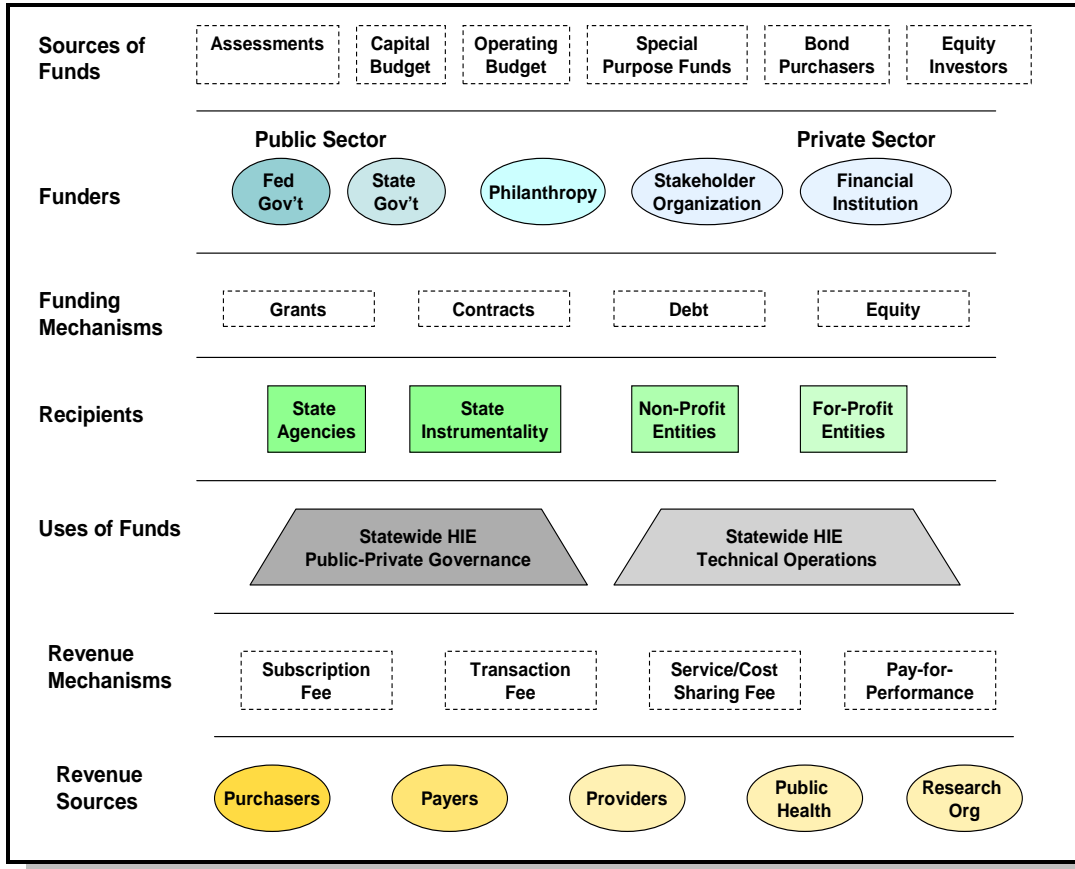 Sources of
Funds
Assessments
Capital
Budget
Operating
Budget
Special
Purpose Funds
Bond
Purchasers
Equity
Investors
Public Sector
Private Sector
Funders
Fed
Gov't
State
Gov't
Philanthropy
Stakeholder
Organization
Financial
Institution
Funding
Mechanisms
Grants
Contracts
Debt
Equity
Recipients
State
Agencies
State
Instrumentality
Non-Profit
Entities
For-Profit
Entities
Uses of Funds
Statewide HIE
Public-Private Governance
Statewide HIE
Technical Operations
Revenue
Mechanisms
Subscription
Fee
Transaction
Fee
Service/Cost
Sharing Fee
Pay-for-
Performance
Revenue
Sources
Purchasers
Payers
Providers
Public
Health
Research
Org